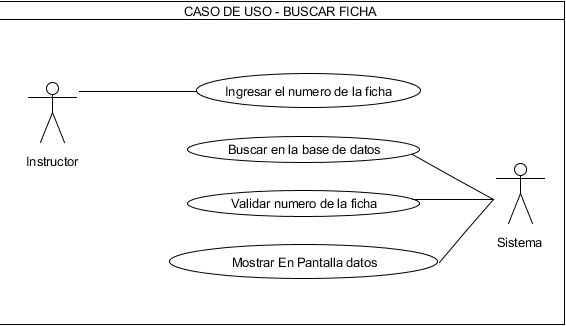 CASO DE USO - BUSCAR FICHA
Ingresar el numero de la ficha
Instructor
Buscar en la base de datos
Validar numero de la ficha
Sistema
Mostrar En Pantalla datos